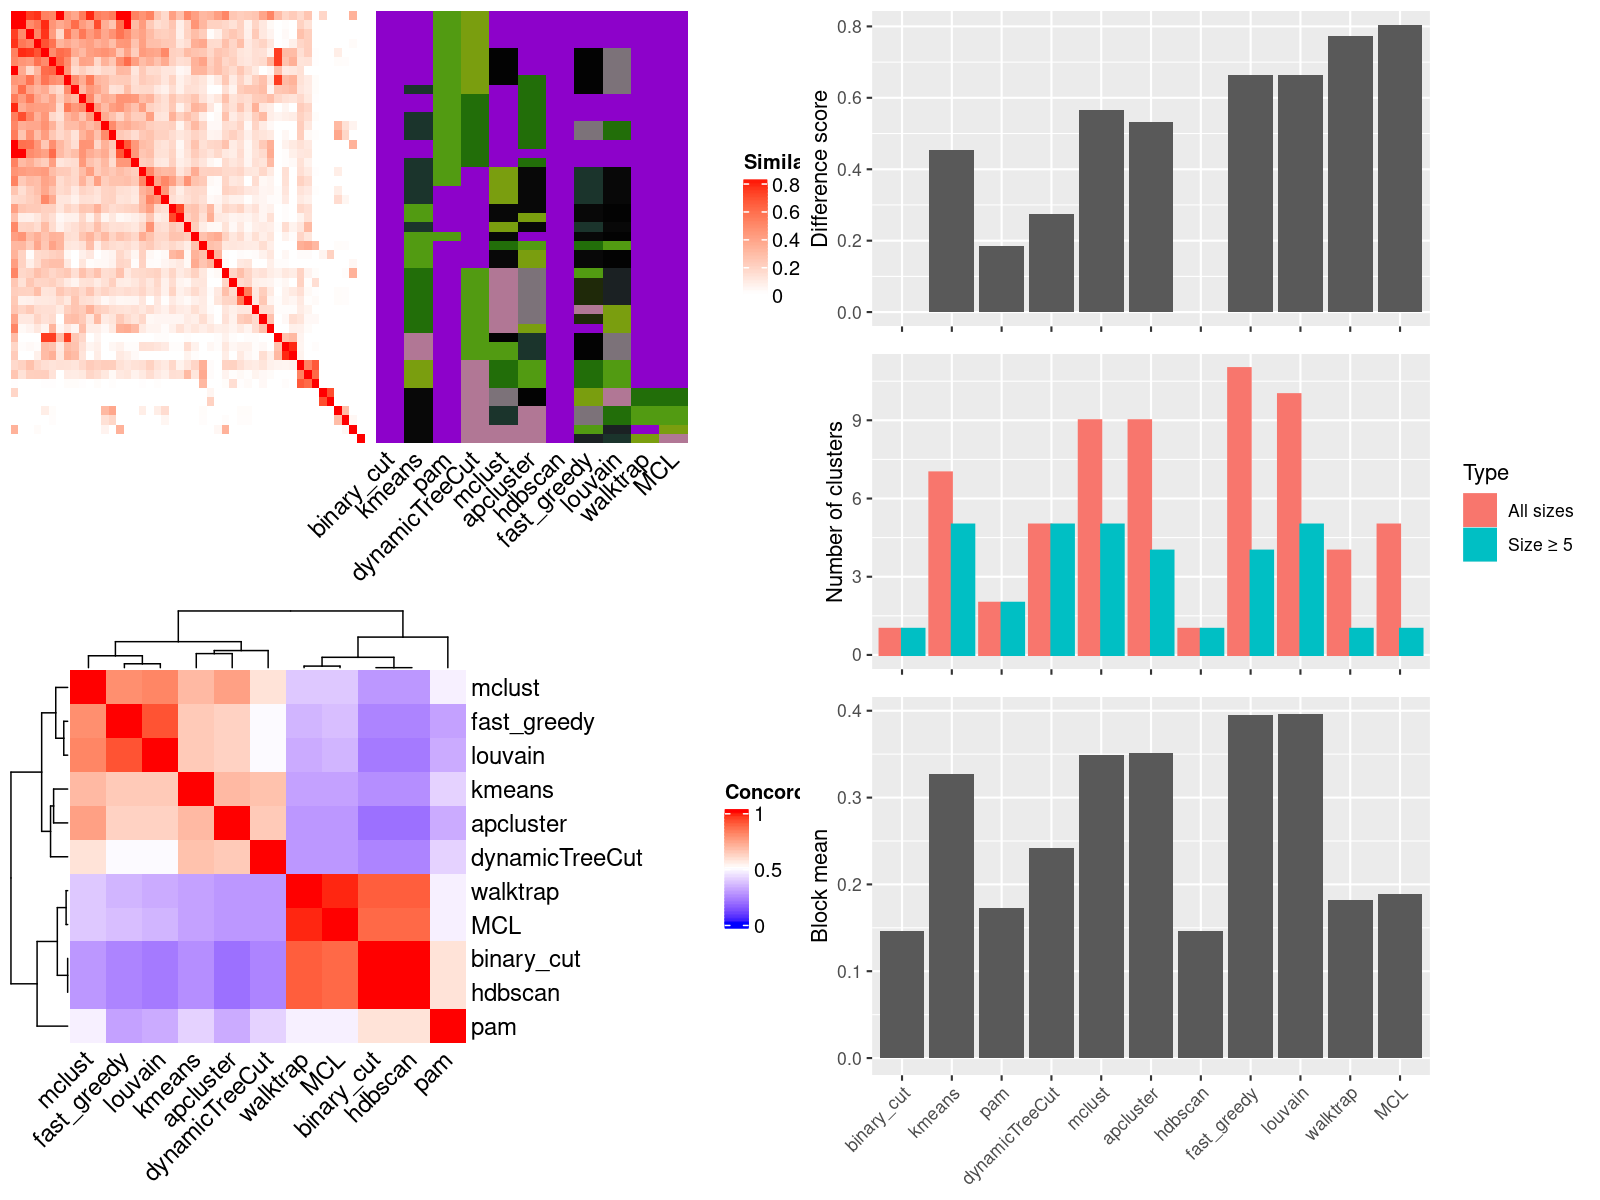 Simila
0.8
0.6
0.4
0.2
0
binary_cut
kmeans
pam
dynamicTreeCut
mclust
apcluster
hdbscan
fast_greedy
louvain
walktrap
MCL
mclust
fast_greedy
louvain
kmeans
apcluster
dynamicTreeCut
walktrap
MCL
binary_cut
hdbscan
pam
mclust
fast_greedy
louvain
kmeans
apcluster
dynamicTreeCut
walktrap
MCL
binary_cut
hdbscan
pam
Concord
1
0.5
0
Difference score
0.8
0.6
0.4
0.2
0.0
Number of clusters
9
6
3
0
Type
All sizes
Size ≥ 5
Block mean
0.4
0.3
0.2
0.1
0.0
binary_cut
kmeans
pam
dynamicTreeCut
mclust
apcluster
hdbscan
fast_greedy
louvain
walktrap
MCL